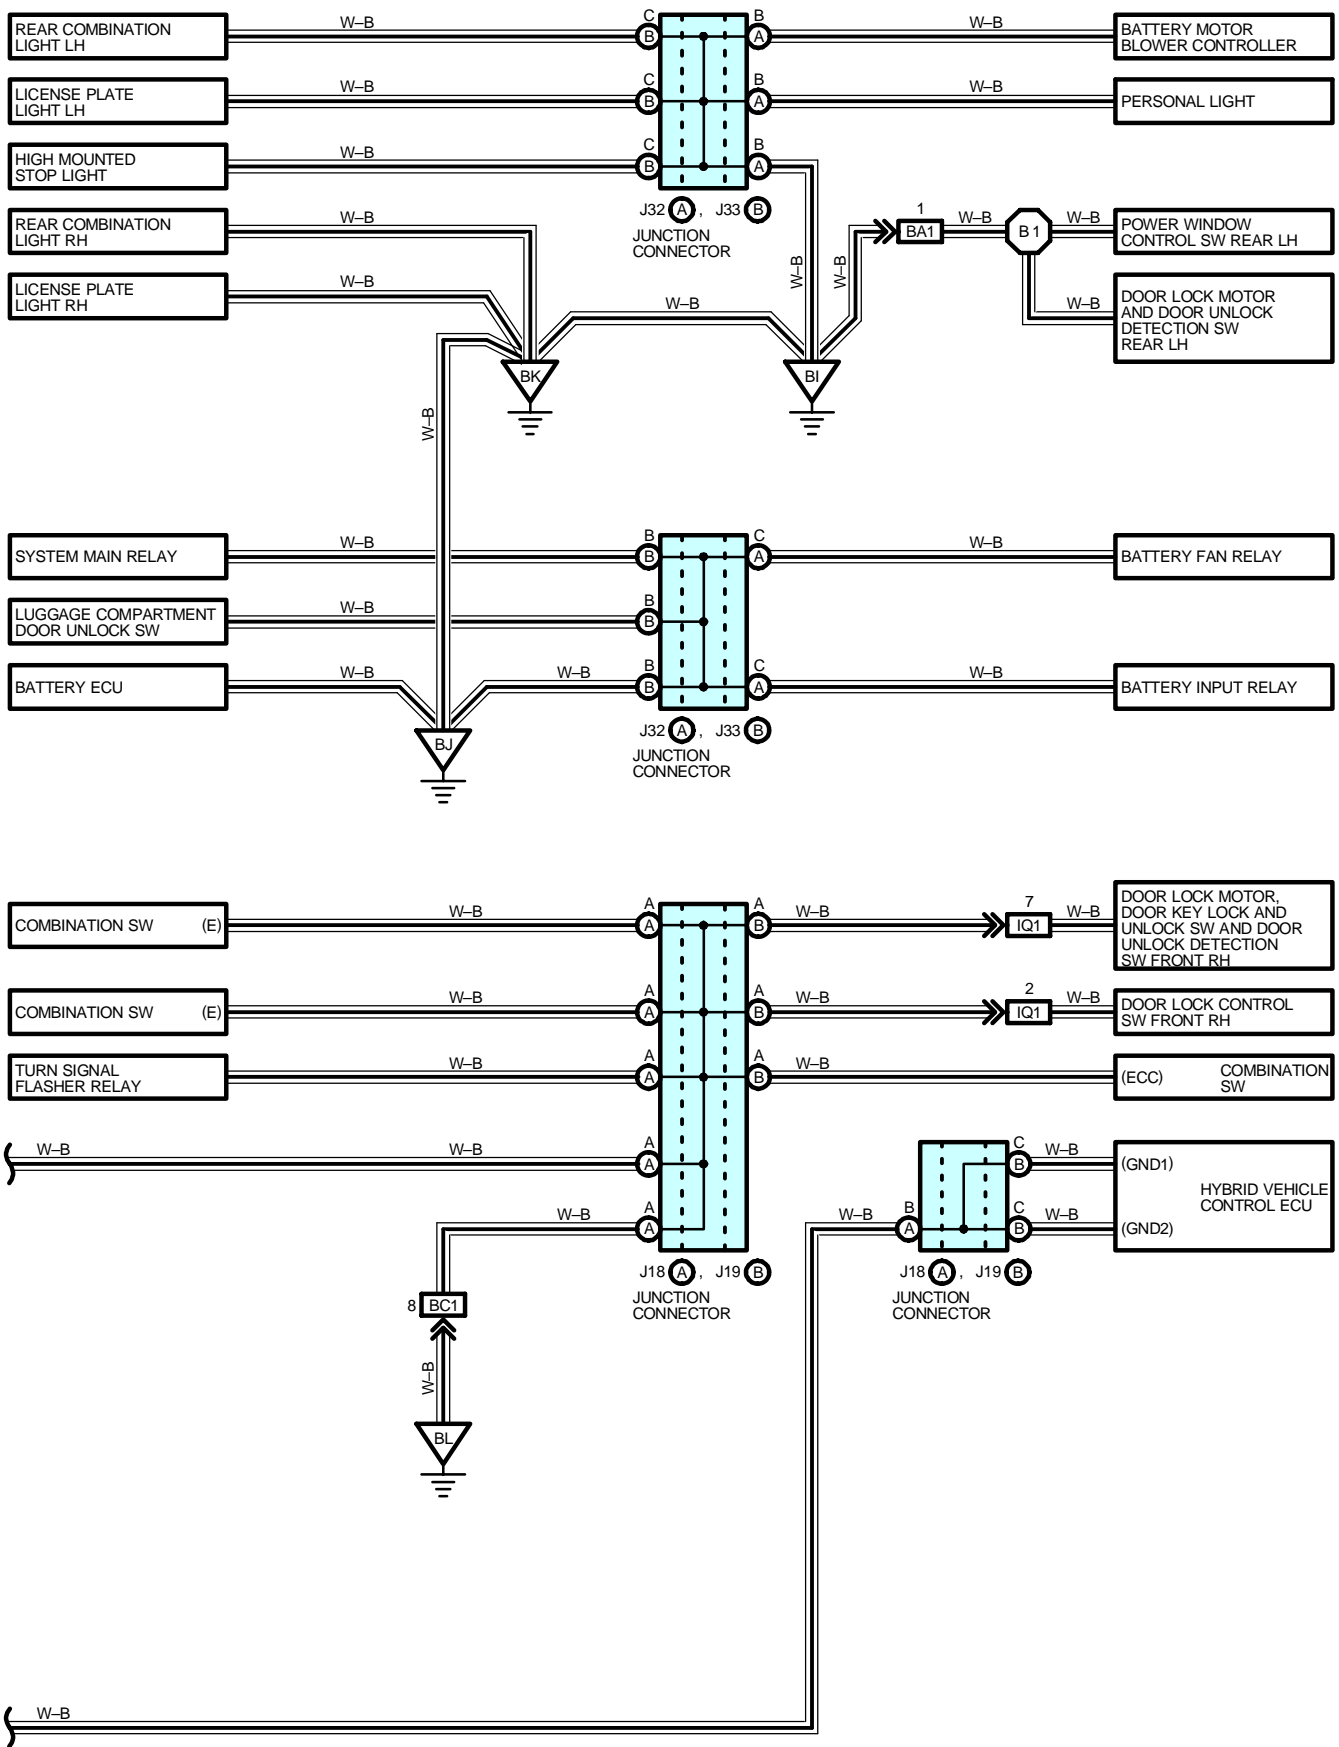 REAR COMBINATION
LIGHT LH
W–B
C
B
B
A
W–B
BATTERY MOTOR
BLOWER CONTROLLER
LICENSE PLATE
LIGHT LH
W–B
C
B
B
A
W–B
PERSONAL LIGHT
HIGH MOUNTED
STOP LIGHT
W–B
C
B
B
A
J32 A , J33 B
JUNCTION
CONNECTOR
REAR COMBINATION
LIGHT RH
W–B
W–B
W–B
1
BA1
W–B
B 1
W–B
POWER WINDOW
CONTROL SW REAR LH
LICENSE PLATE
LIGHT RH
W–B
W–B
W–B
DOOR LOCK MOTOR
AND DOOR UNLOCK
DETECTION SW
REAR LH
BK
BI
W–B
SYSTEM MAIN RELAY
W–B
B
B
C
A
W–B
BATTERY FAN RELAY
LUGGAGE COMPARTMENT
DOOR UNLOCK SW
W–B
B
B
BATTERY ECU
W–B
W–B
B
B
C
A
W–B
BATTERY INPUT RELAY
J32 A , J33 B
JUNCTION
CONNECTOR
BJ
COMBINATION SW (E)
W–B
A
A
A
B
W–B
7
IQ1
W–B
DOOR LOCK MOTOR,
DOOR KEY LOCK AND
UNLOCK SW AND DOOR
UNLOCK DETECTION
SW FRONT RH
COMBINATION SW (E)
W–B
A
A
A
B
W–B
2
IQ1
W–B
DOOR LOCK CONTROL
SW FRONT RH
TURN SIGNAL
FLASHER RELAY
W–B
A
A
A
B
W–B
(ECC) COMBINATION
SW
W–B
W–B
A
A
C
B
W–B
(GND1)
HYBRID VEHICLE
CONTROL ECU
W–B
A
A
W–B
B
A
C
B
W–B
(GND2)
J18 A , J19 B
JUNCTION
CONNECTOR
J18 A , J19 B
JUNCTION
CONNECTOR
8 BC1
W–B
BL
W–B